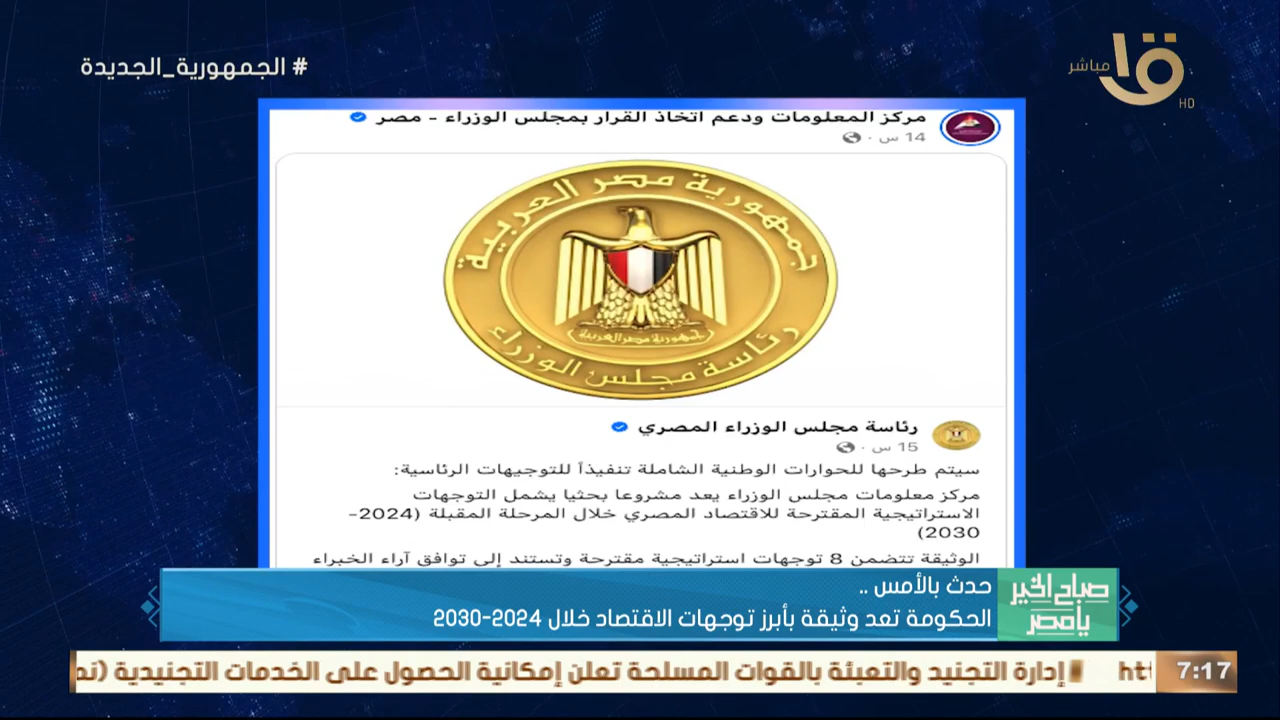 # الجمهورية_الجديدة
مباشر
HD
مركز المعلومات ودعم اتخاذ القرار بمجلس الوزراء - مصر
14 س
جمهورية مصر العربية
جمهورية مصر العربية
رئاسة مجلس الوزراء
رئاسة مجلس الوزراء المصري
15 س
سيتم طرحها للحوارات الوطنية الشاملة تنفيذاً للتوجيهات الرئاسية:
مركز معلومات مجلس الوزراء يعد مشروعا بحثيا يشمل التوجهات
الاستراتيجية المقترحة للاقتصاد المصري خلال المرحلة المقبلة (2024-
2030)
الوثيقة تتضمن 8 توجهات استراتيجية مقترحة وتستند إلى توافق آراء الخبراء
صباح الخير
يا مصر
حدث بالأمس ..
الحكومة تعد وثيقة بأبرز توجهات الاقتصاد خلال 2024-2030
7:17
إدارة التجنيد والتعبئة بالقوات المسلحة تعلن إمكانية الحصول على الخدمات التجنيدية